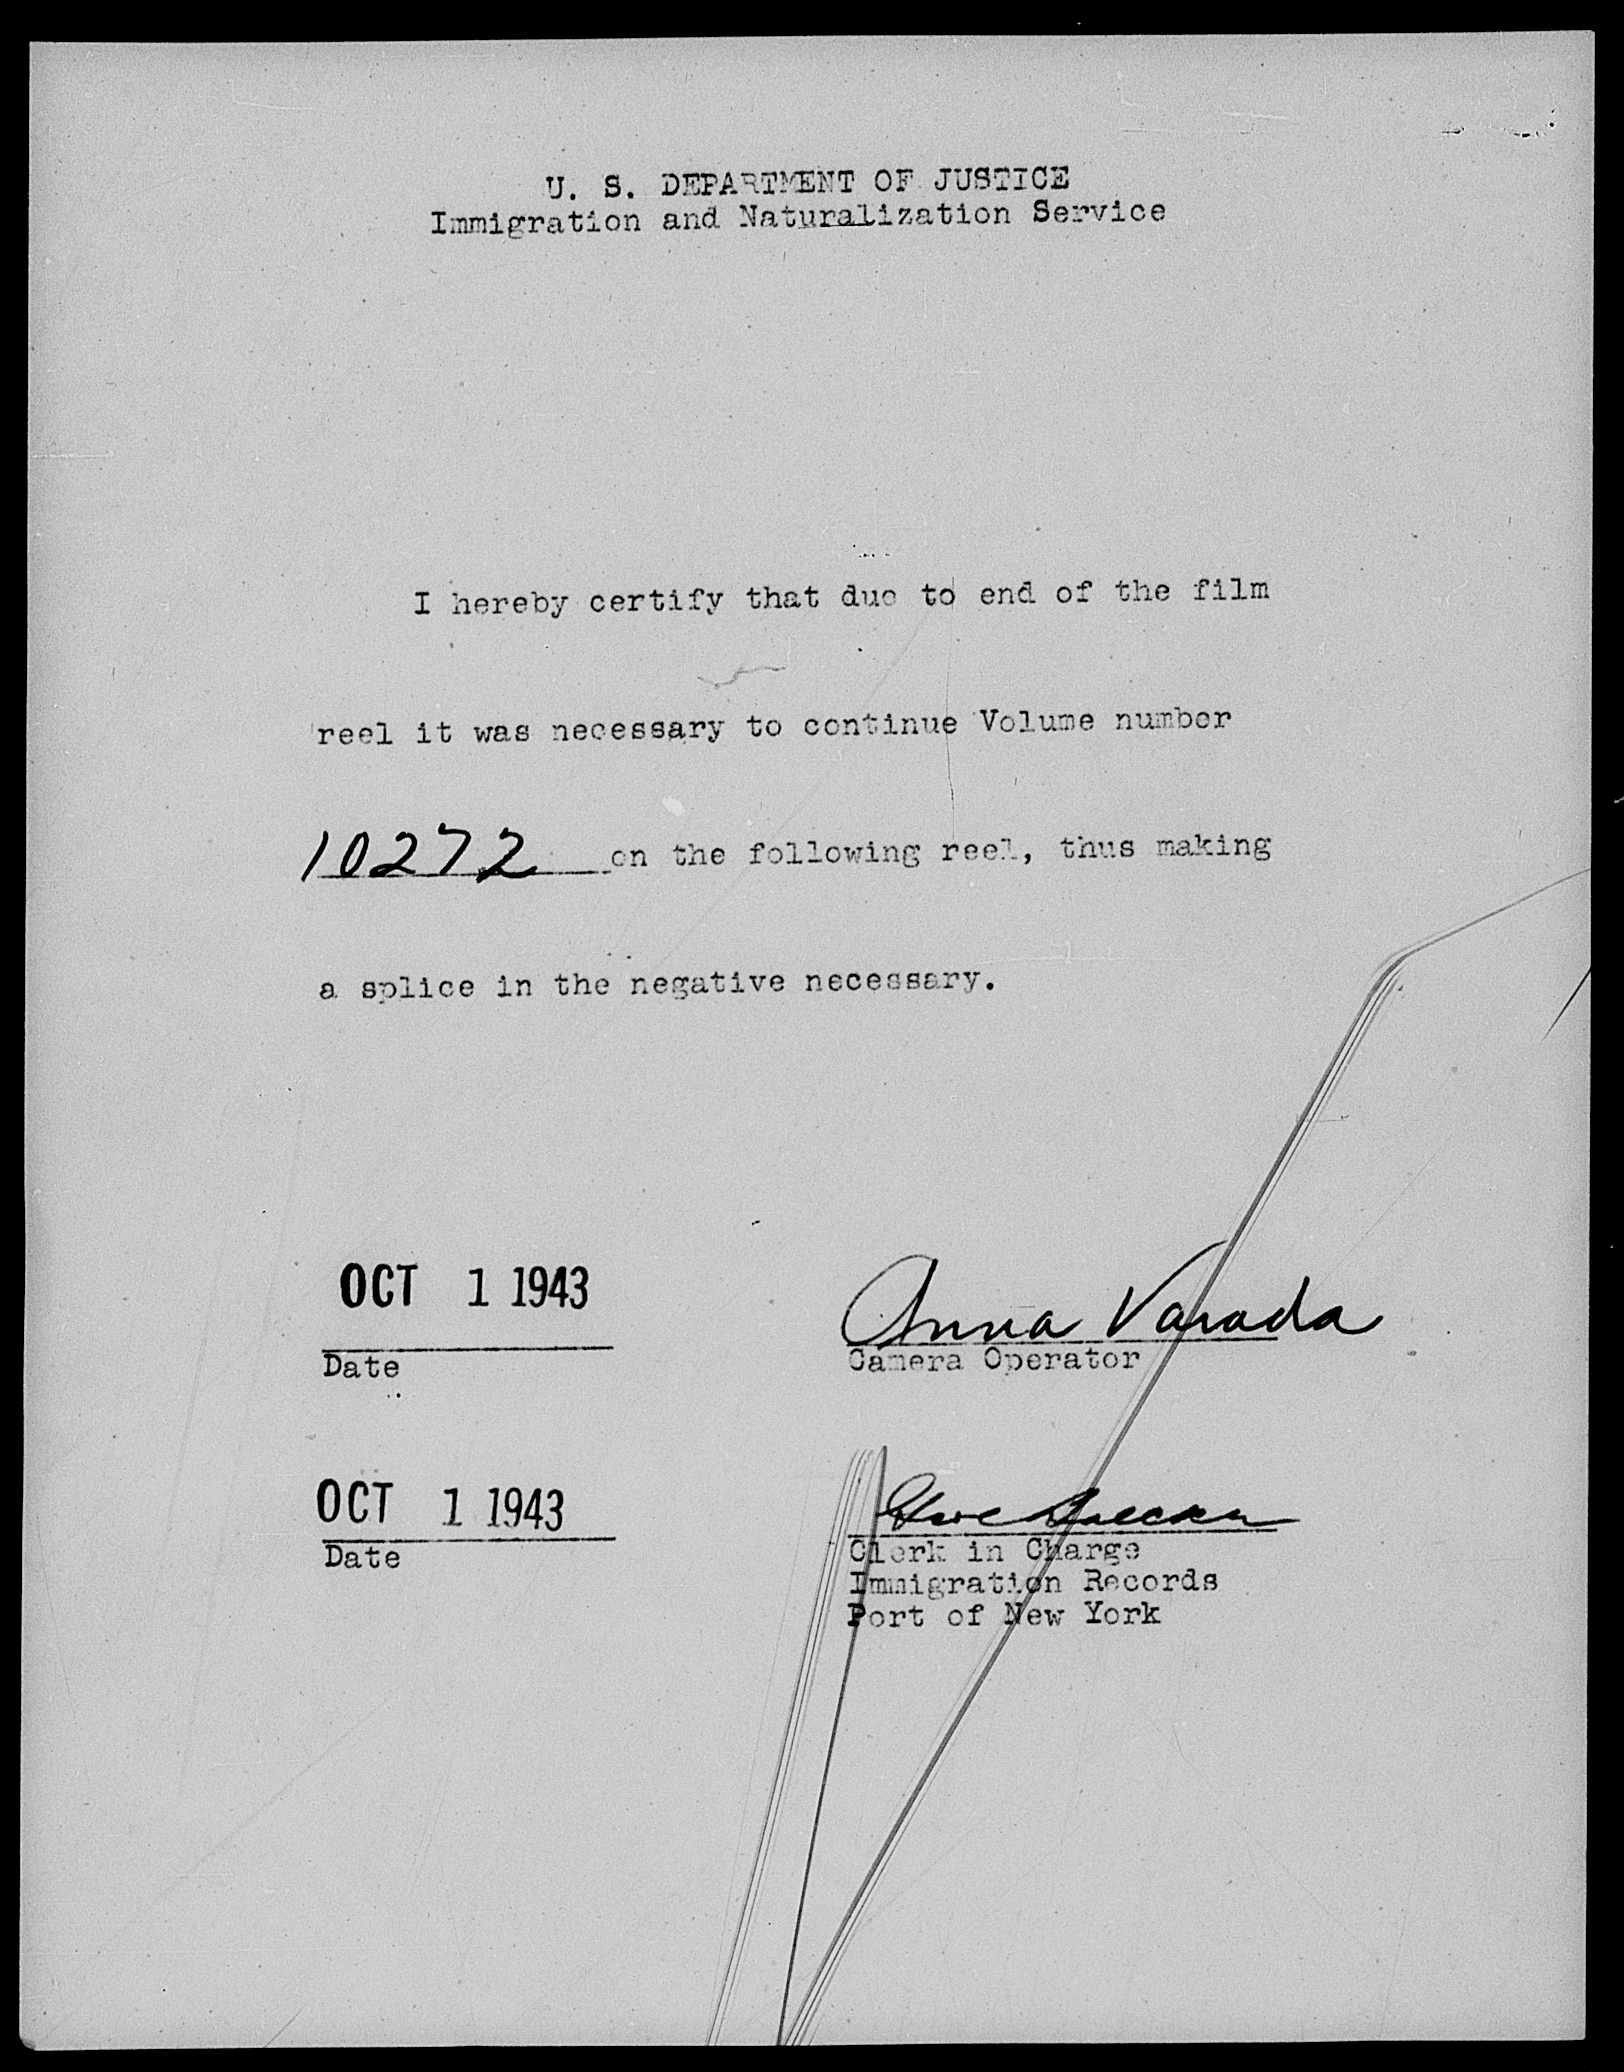 U. S. DEPARTMENT OF JUSTICE
Immigration and Naturalization Service
I hereby certify that due to end of the film
reel it was necessary to continue Volume number
10272 on the following reel, thus making
a splice in the negative necessary.
OCT 1 1943
Anna Varada
Date
Camera Operator
OCT 1 1943
Date
Clerk in Charge
Immigration Records
Port of New York